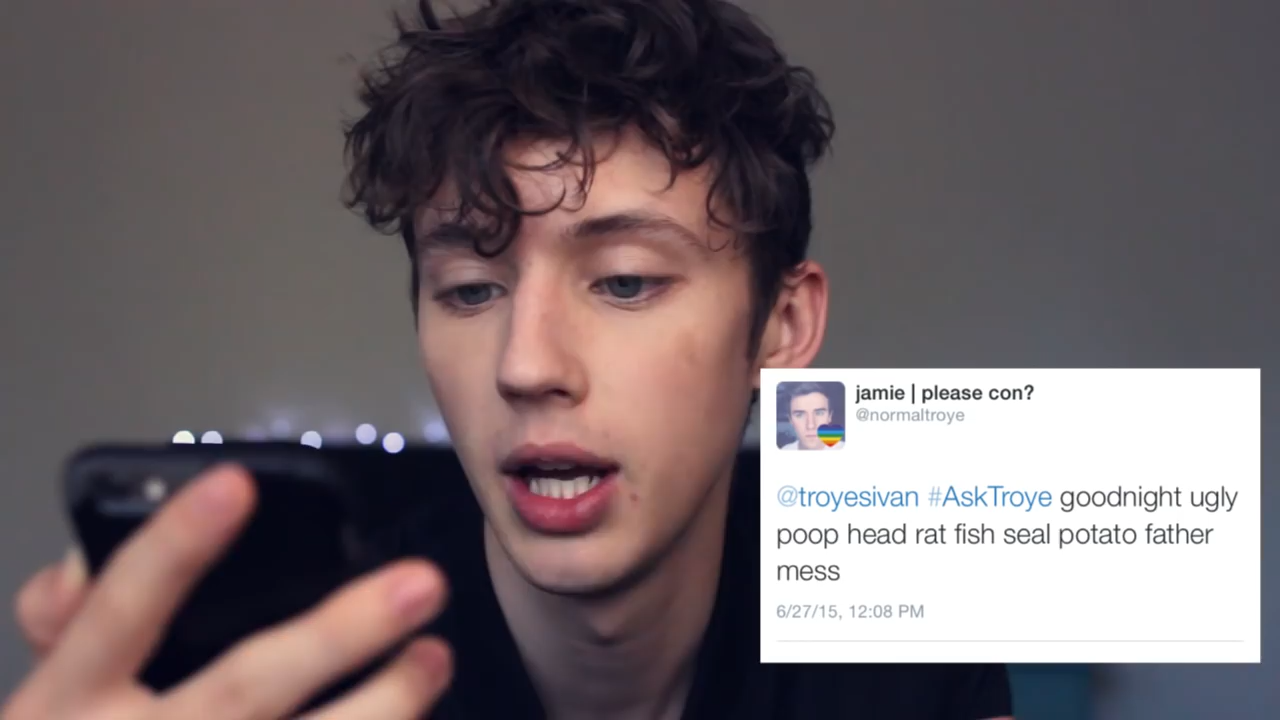 jamie | please con?
@normaltroye
@troyesivan #AskTroye goodnight ugly
poop head rat fish seal potato father
mess
6/27/15, 12:08 PM